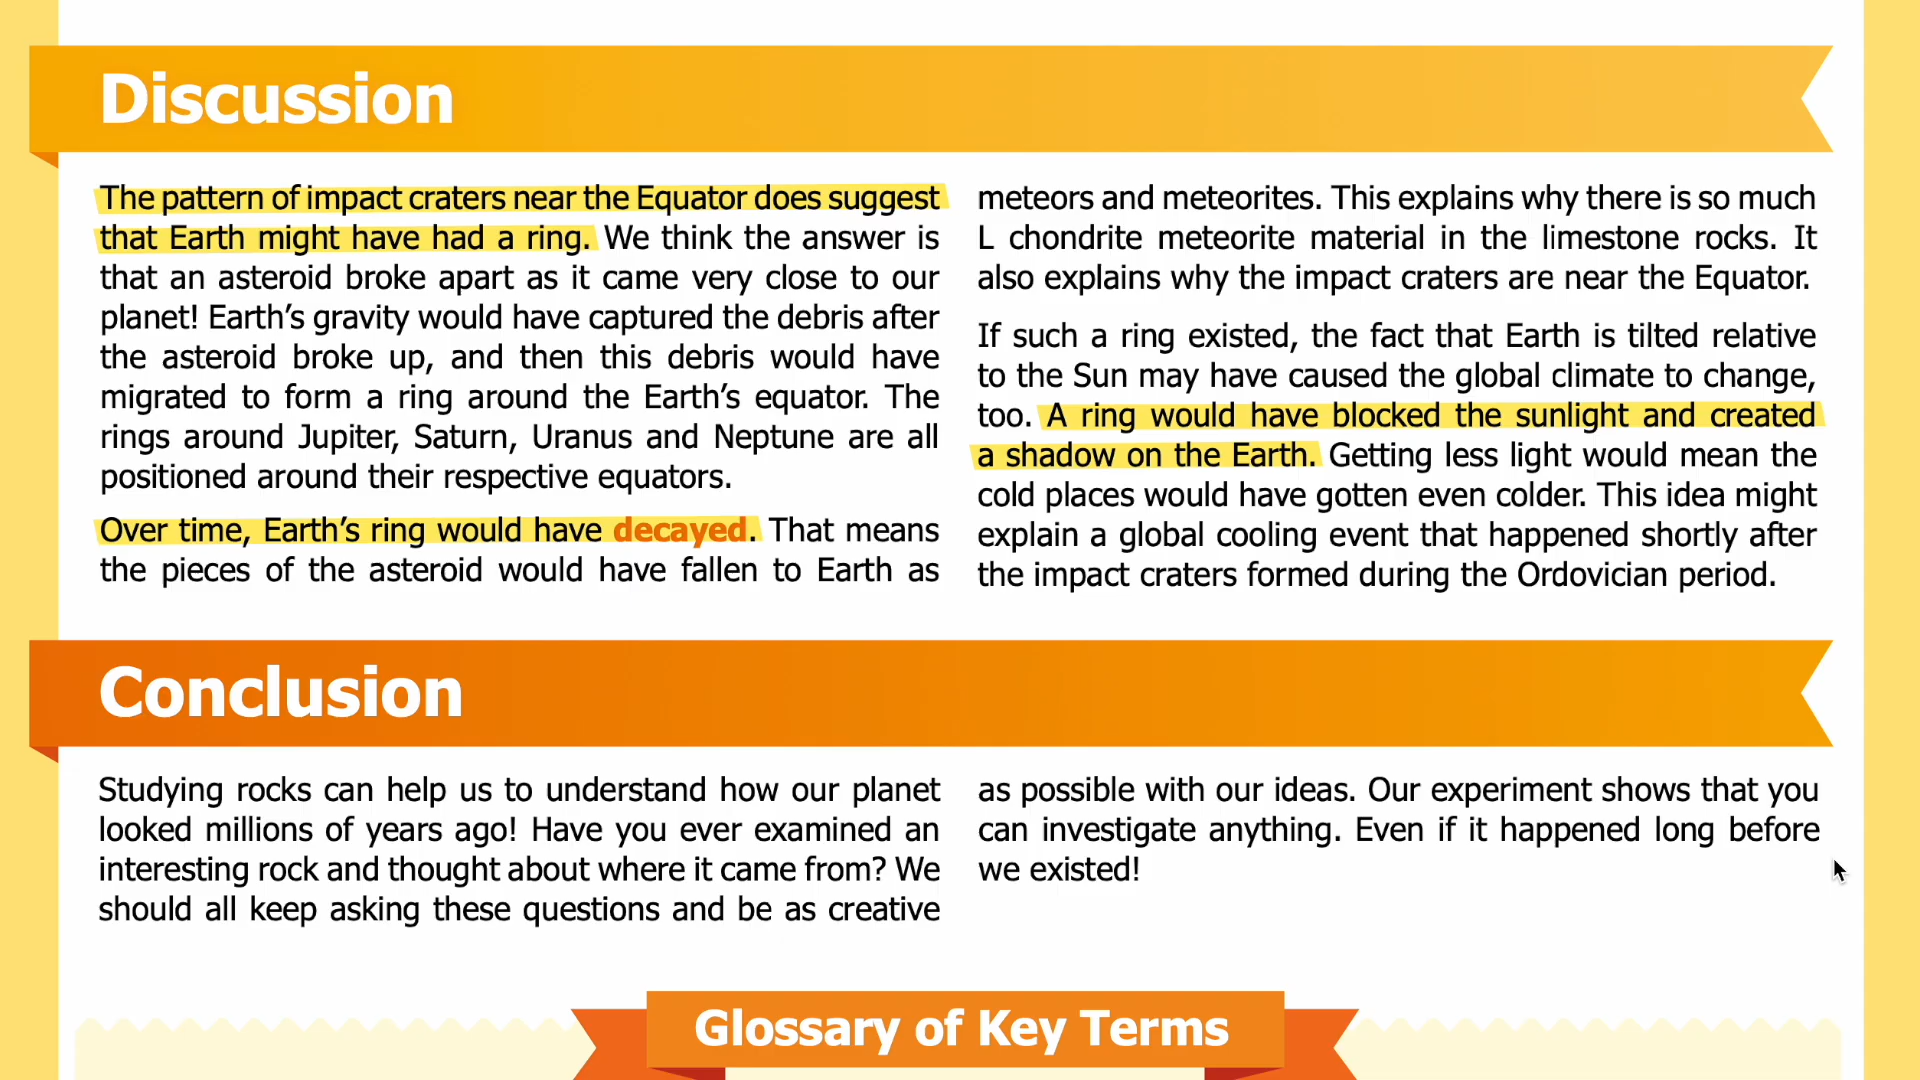 Discussion
The pattern of impact craters near the Equator does suggest
that Earth might have had a ring. We think the answer is
that an asteroid broke apart as it came very close to our
planet! Earth’s gravity would have captured the debris after
the asteroid broke up, and then this debris would have
migrated to form a ring around the Earth’s equator. The
rings around Jupiter, Saturn, Uranus and Neptune are all
positioned around their respective equators.
Over time, Earth’s ring would have decayed. That means
the pieces of the asteroid would have fallen to Earth as
meteors and meteorites. This explains why there is so much
L chondrite meteorite material in the limestone rocks. It
also explains why the impact craters are near the Equator.
If such a ring existed, the fact that Earth is tilted relative
to the Sun may have caused the global climate to change,
too. A ring would have blocked the sunlight and created
a shadow on the Earth. Getting less light would mean the
cold places would have gotten even colder. This idea might
explain a global cooling event that happened shortly after
the impact craters formed during the Ordovician period.
Conclusion
Studying rocks can help us to understand how our planet
looked millions of years ago! Have you ever examined an
interesting rock and thought about where it came from? We
should all keep asking these questions and be as creative
as possible with our ideas. Our experiment shows that you
can investigate anything. Even if it happened long before
we existed!
Glossary of Key Terms